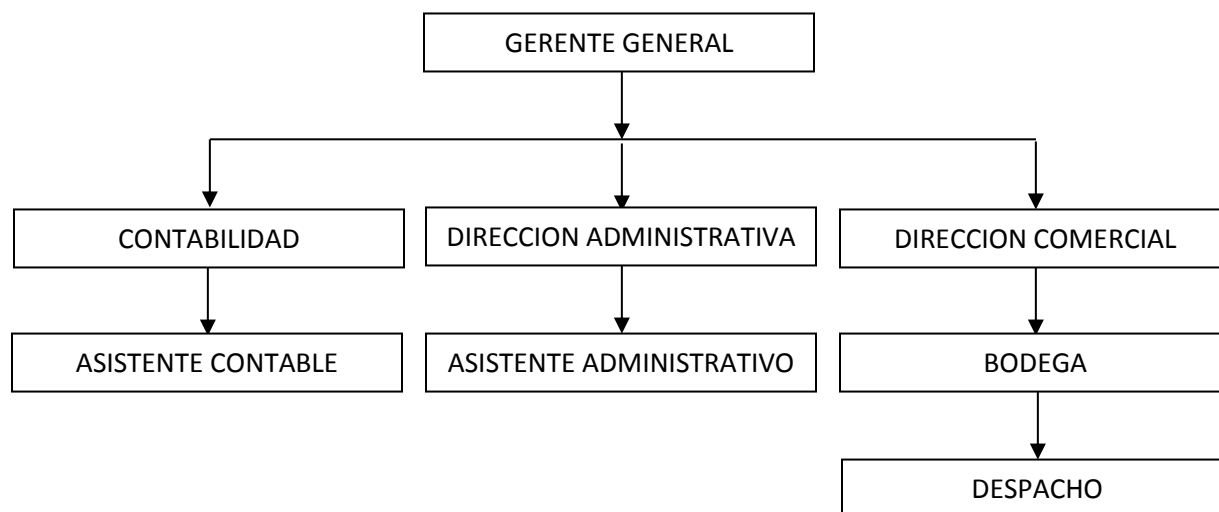 GERENTE GENERAL
CONTABILIDAD
DIRECCION ADMINISTRATIVA
DIRECCION COMERCIAL
ASISTENTE CONTABLE
ASISTENTE ADMINISTRATIVO
BODEGA
DESPACHO